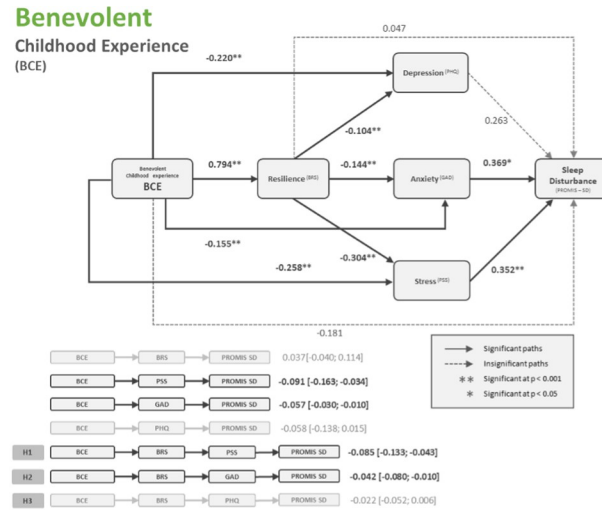 Benevolent
Childhood Experience
(BCE)
0.047
-0.220**
Depression [PHQ]
0.263
-0.104**
Benevolent
Childhood experience
BCE
0.794**
Resilience [BRS]
-0.144**
Anxiety [GAD]
0.369*
Sleep
Disturbance
[PROMIS – SD]
-0.155**
-0.304**
-0.258**
Stress [PSS]
0.352**
-0.181
Significant paths
Insignificant paths
** Significant at p < 0.001
* Significant at p < 0.05
BCE BRS PROMIS SD 0.037[-0.040; 0.114]
BCE PSS PROMIS SD -0.091 [-0.163; -0.034]
BCE GAD PROMIS SD -0.057 [-0.030; -0.010]
BCE PHQ PROMIS SD -0.058 [-0.138; 0.015]
H1 BCE BRS PSS PROMIS SD -0.085 [-0.133; -0.043]
H2 BCE BRS GAD PROMIS SD -0.042 [-0.080; -0.010]
H3 BCE BRS PHQ PROMIS SD -0.022 [-0.052; 0.006]